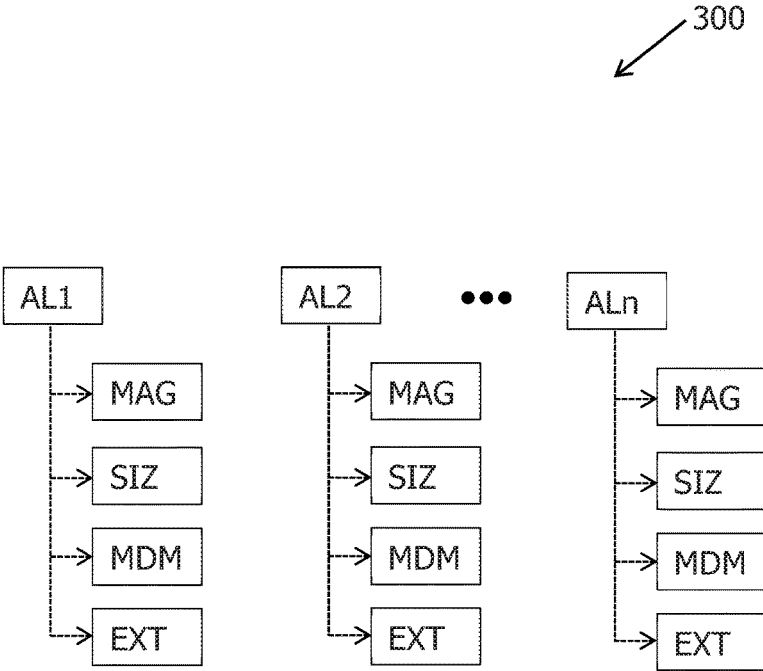 300
AL1 AL2 ••• ALn
MAG MAG MAG
SIZ SIZ SIZ
MDM MDM MDM
EXT EXT EXT